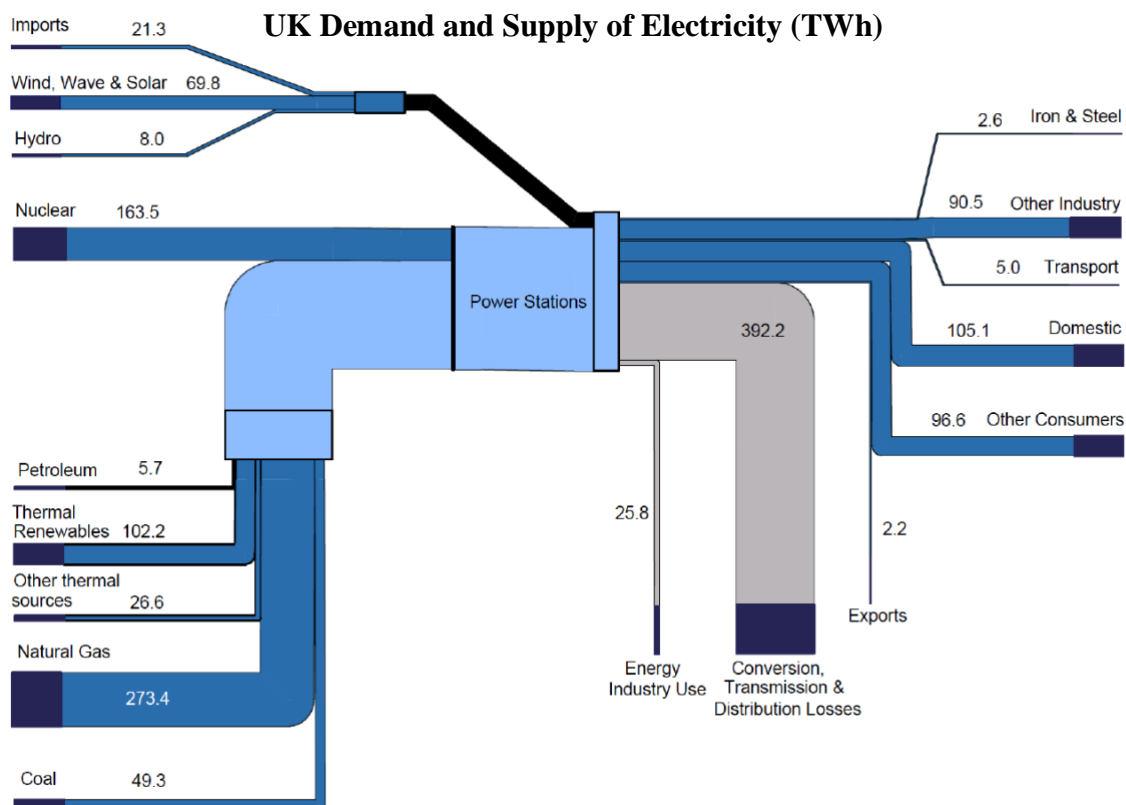 UK Demand and Supply of Electricity (TWh)
Imports 21.3
Wind, Wave & Solar 69.8
Hydro 8.0
Nuclear 163.5
Power Stations
Petroleum 5.7
Thermal
Renewables 102.2
Other thermal
sources 26.6
Natural Gas
273.4
Coal 49.3
2.6 Iron & Steel
90.5 Other Industry
5.0 Transport
392.2
105.1 Domestic
96.6 Other Consumers
25.8
2.2
Exports
Energy
Industry Use
Conversion,
Transmission &
Distribution Losses